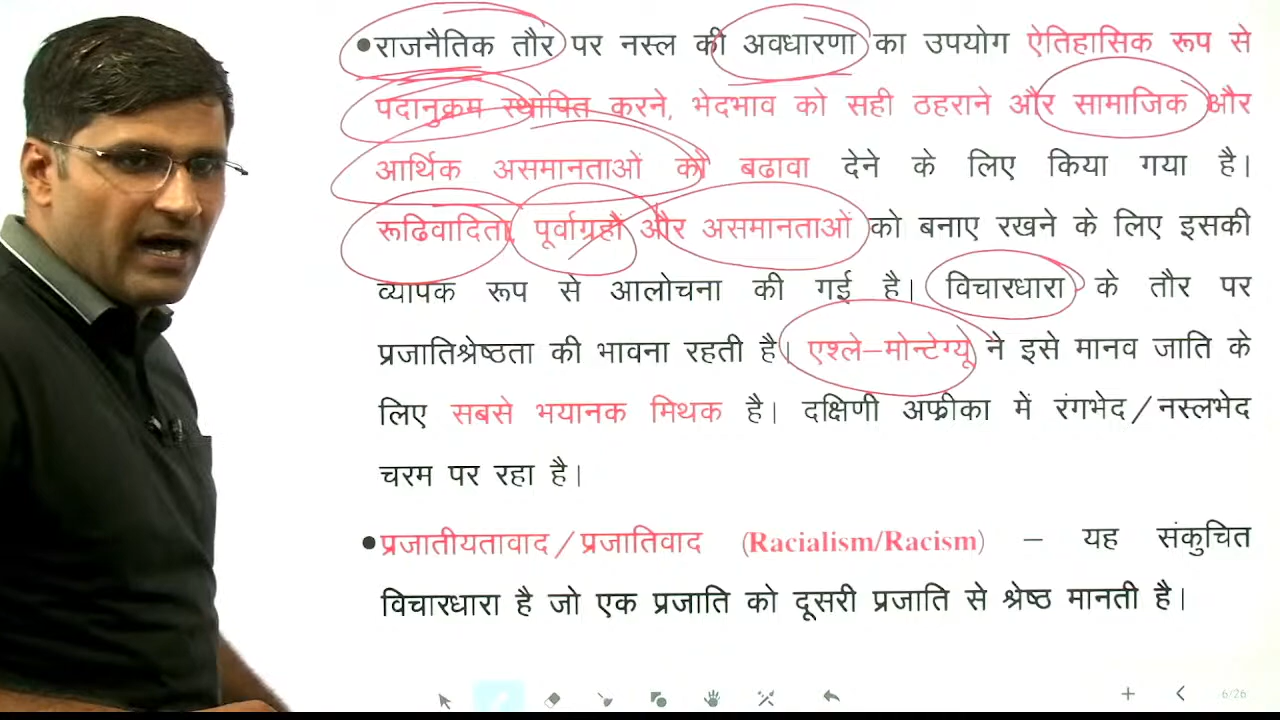 •राजनैतिक तौर पर नस्ल की अवधारणा का उपयोग ऐतिहासिक रूप से
पदानुक्रम स्थापित करने, भेदभाव को सही ठहराने और सामाजिक और
आर्थिक असमानताओं को बढावा देने के लिए किया गया है।
रूढिवादिता, पूर्वाग्रहों और असमानताओं को बनाए रखने के लिए इसकी
व्यापक रूप से आलोचना की गई है। विचारधारा के तौर पर
प्रजातिश्रेष्ठता की भावना रहती है। एश्ले–मोन्टेग्यू ने इसे मानव जाति के
लिए सबसे भयानक मिथक है। दक्षिणी अफ्रीका में रंगभेद/नस्लभेद
चरम पर रहा है।
•प्रजातीयतावाद/प्रजातिवाद (Racialism/Racism) – यह संकुचित
विचारधारा है जो एक प्रजाति को दूसरी प्रजाति से श्रेष्ठ मानती है।
6/26